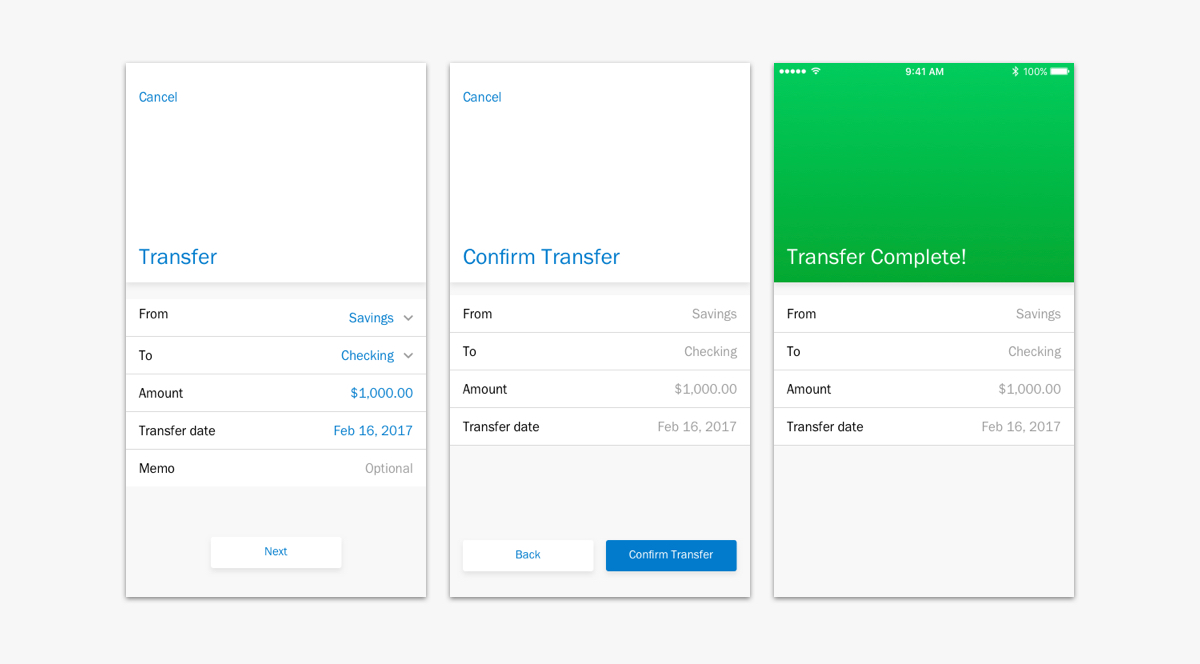 Cancel
Transfer
From Savings
To Checking
Amount $1,000.00
Transfer date Feb 16, 2017
Memo Optional
Next
Cancel
Confirm Transfer
From Savings
To Checking
Amount $1,000.00
Transfer date Feb 16, 2017
Back Confirm Transfer
9:41 AM 100%
Transfer Complete!
From Savings
To Checking
Amount $1,000.00
Transfer date Feb 16, 2017